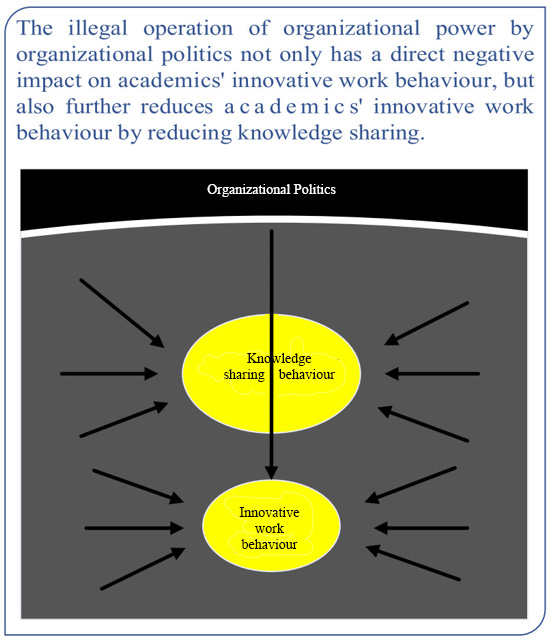 The illegal operation of organizational power by
organizational politics not only has a direct negative
impact on academics' innovative work behaviour, but
also further reduces academics' innovative work
behaviour by reducing knowledge sharing.
Organizational Politics
Knowledge
sharing behaviour
Innovative
work
behaviour